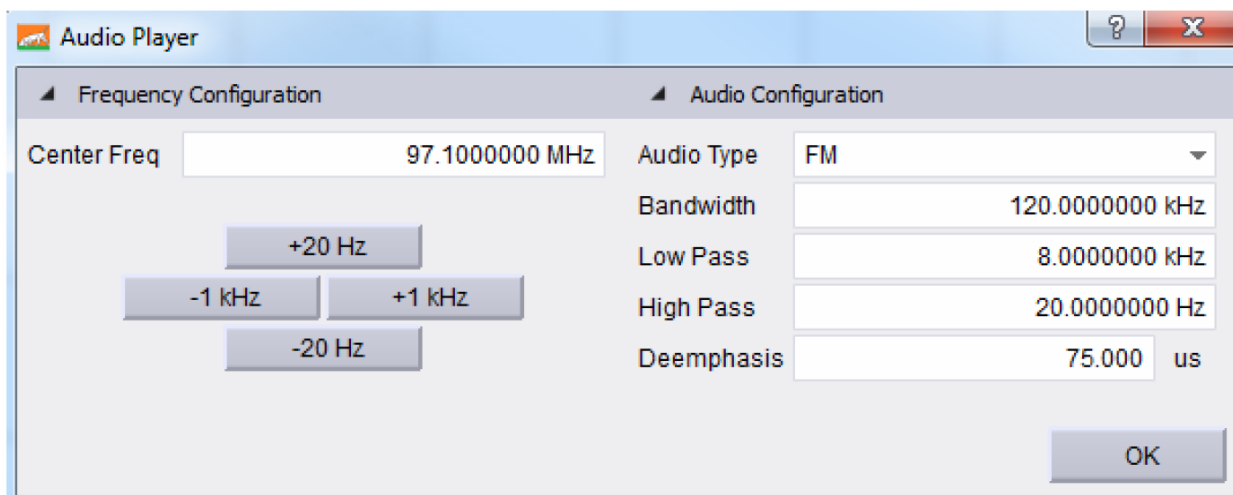 Audio Player
?
X
Frequency Configuration
Center Freq 97.1000000 MHz
+20 Hz
-1 kHz +1 kHz
-20 Hz
Audio Configuration
Audio Type FM
Bandwidth 120.0000000 kHz
Low Pass 8.0000000 kHz
High Pass 20.0000000 Hz
Deemphasis 75.000 us
OK